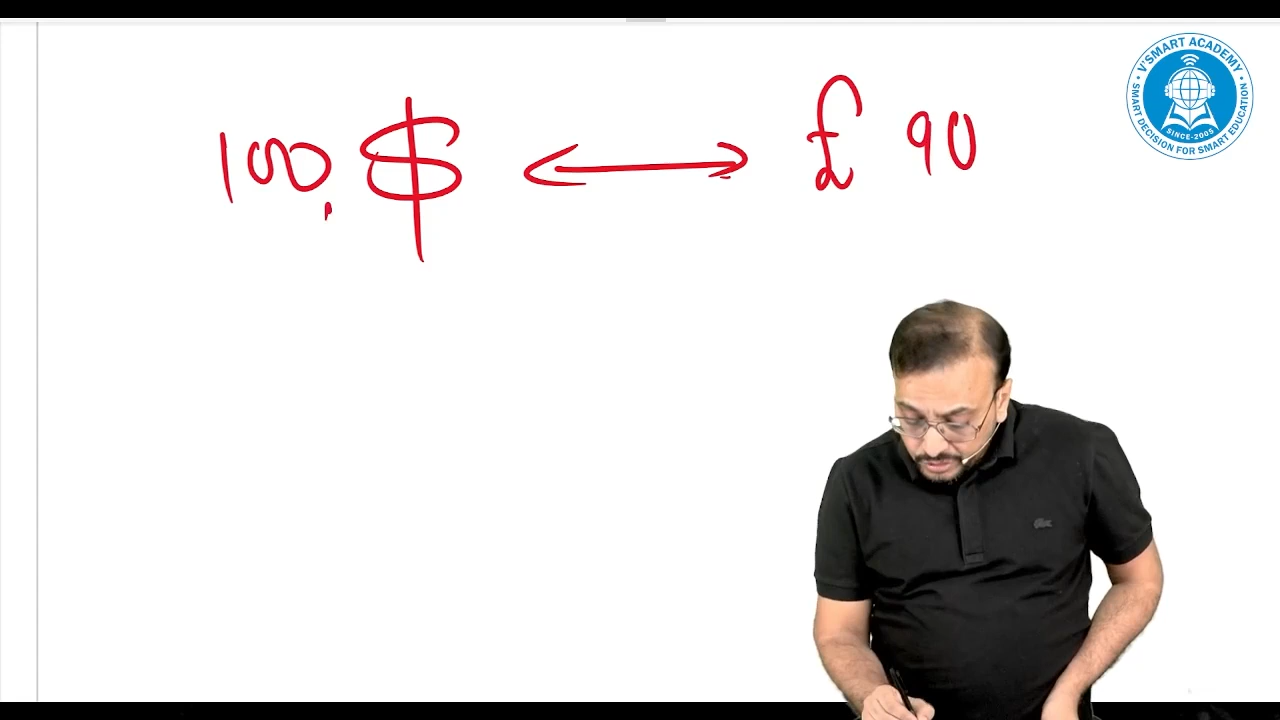 100 $ ⟷ £ 90
V'SMART ACADEMY
SMART DECISION FOR SMART EDUCATION
SINCE-2005